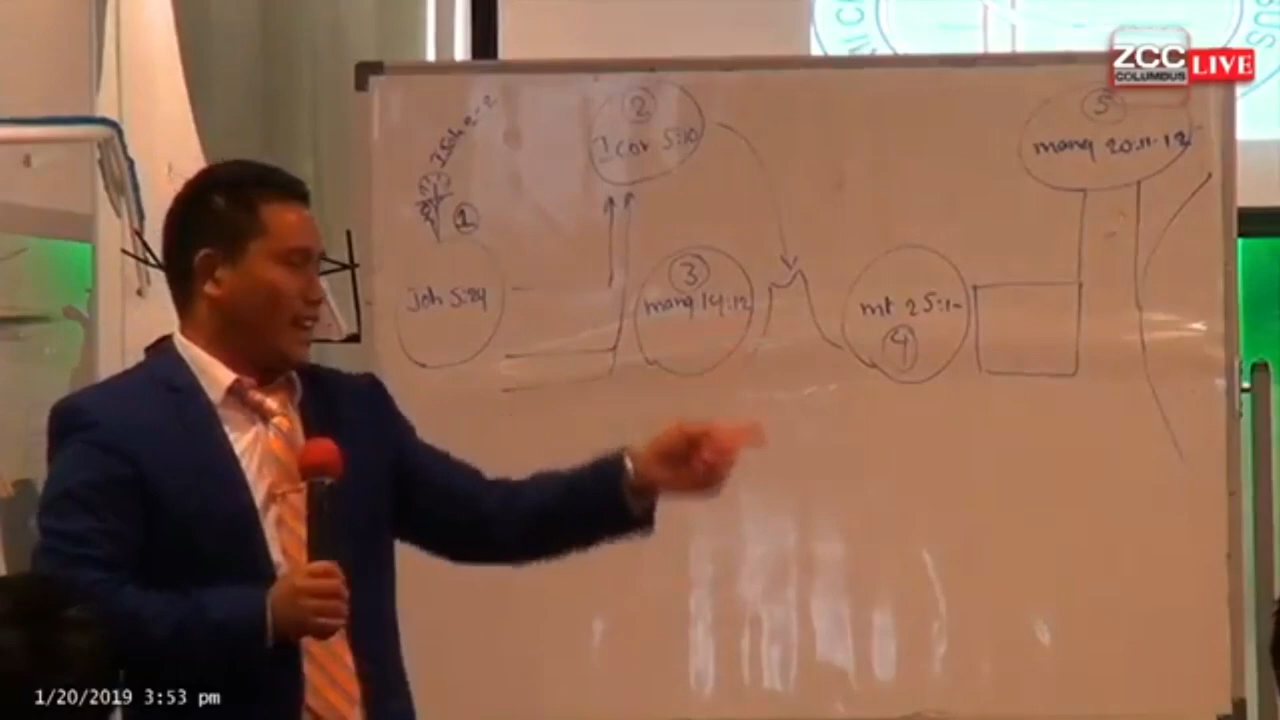 ZCC
COLUMBUS
LIVE
2
I cor 5:10
5
mang 20:11-12
1
Joh 5:24
3
mang 14:12
mt 25:1-
4
1/20/2019 3:53 pm